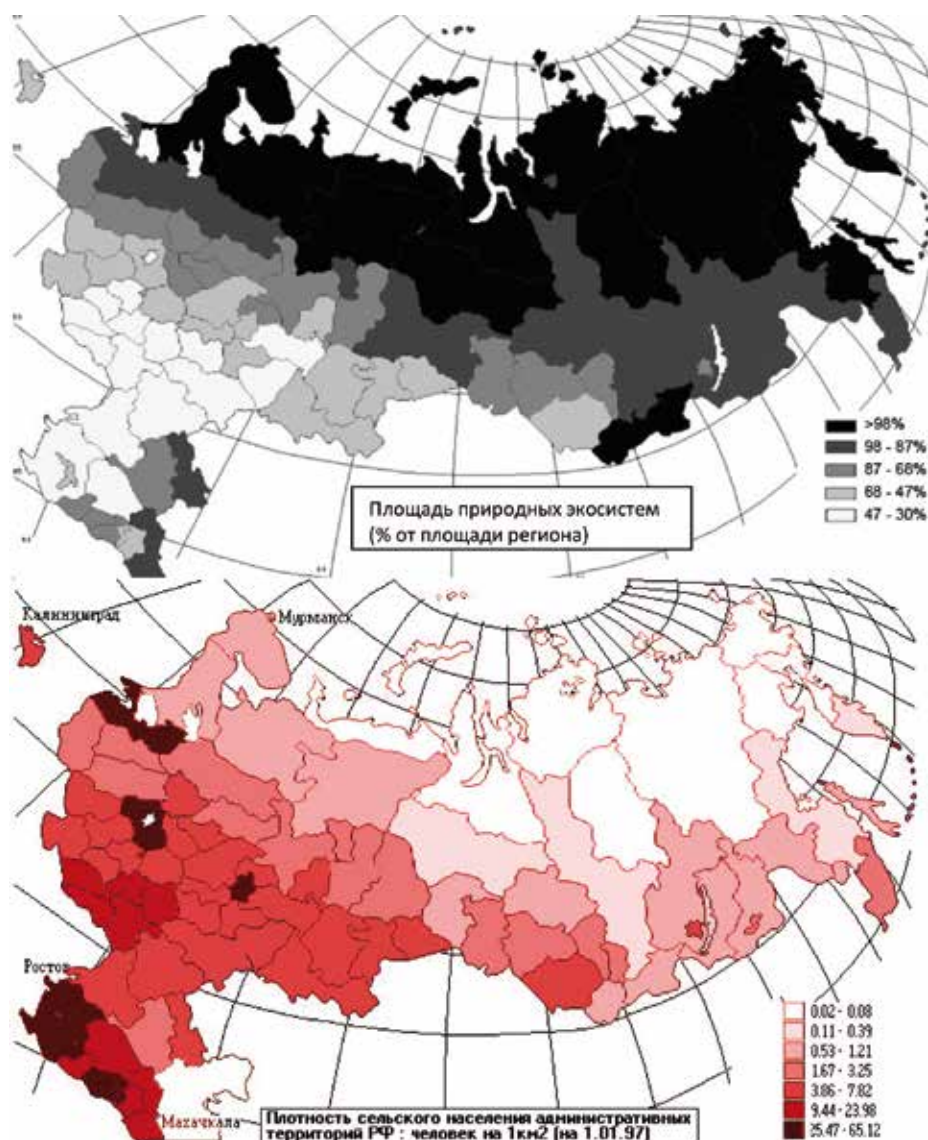 >98%
98 - 87%
87 - 68%
68 - 47%
47 - 30%
Площадь природных экосистем
(% от площади региона)
Калининград
Мурманск
Ростов
0.02 - 0.08
0.11 - 0.39
0.53 - 1.21
1.67 - 3.25
3.86 - 7.82
9.44 - 23.98
25.47 - 65.12
Махачкала
Плотность сельского населения административных
территорий РФ : человек на 1км2 (на 1.01.97)